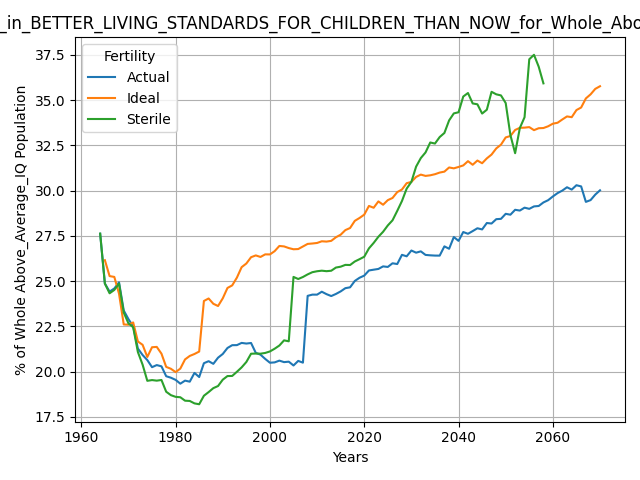 _in_BETTER_LIVING_STANDARDS_FOR_CHILDREN_THAN_NOW_for_Whole_Abo
37.5
35.0
32.5
30.0
27.5
25.0
22.5
20.0
17.5
% of Whole Above_Average_IQ Population
Fertility
Actual
Ideal
Sterile
1960 1980 2000 2020 2040 2060
Years